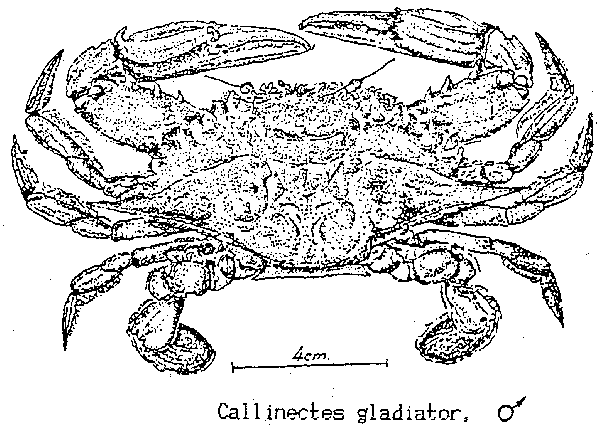 4cm.
Callinectes gladiator, ♂